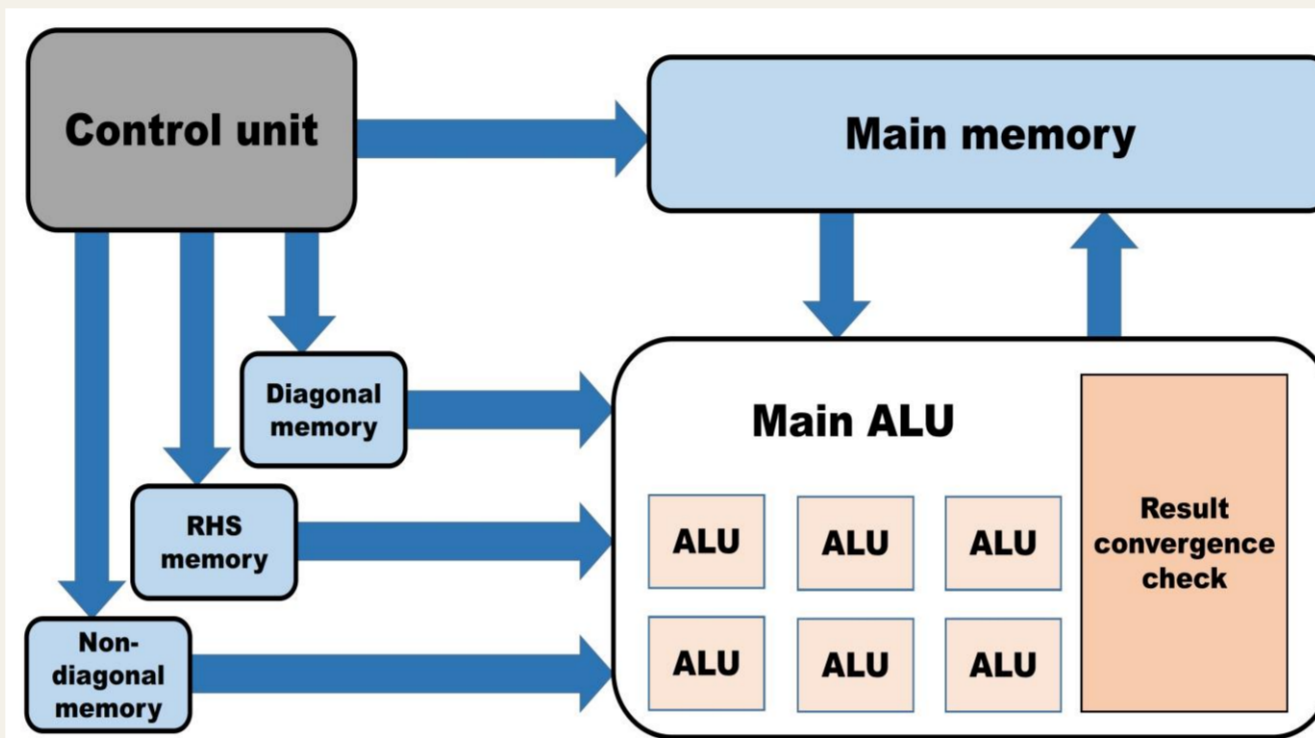 Control unit
Main memory
Diagonal
memory
Main ALU
RHS
memory
ALU
ALU
ALU
Result
convergence
check
Non-
diagonal
memory
ALU
ALU
ALU